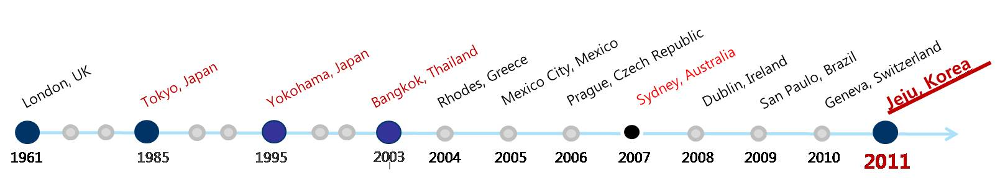 London, UK
Tokyo, Japan
Yokohama, Japan
Bangkok, Thailand
Rhodes, Greece
Mexico City, Mexico
Prague, Czech Republic
Sydney, Australia
Dublin, Ireland
San Paulo, Brazil
Geneva, Switzerland
Jeju, Korea
1961 1985 1995 2003 2004 2005 2006 2007 2008 2009 2010 2011